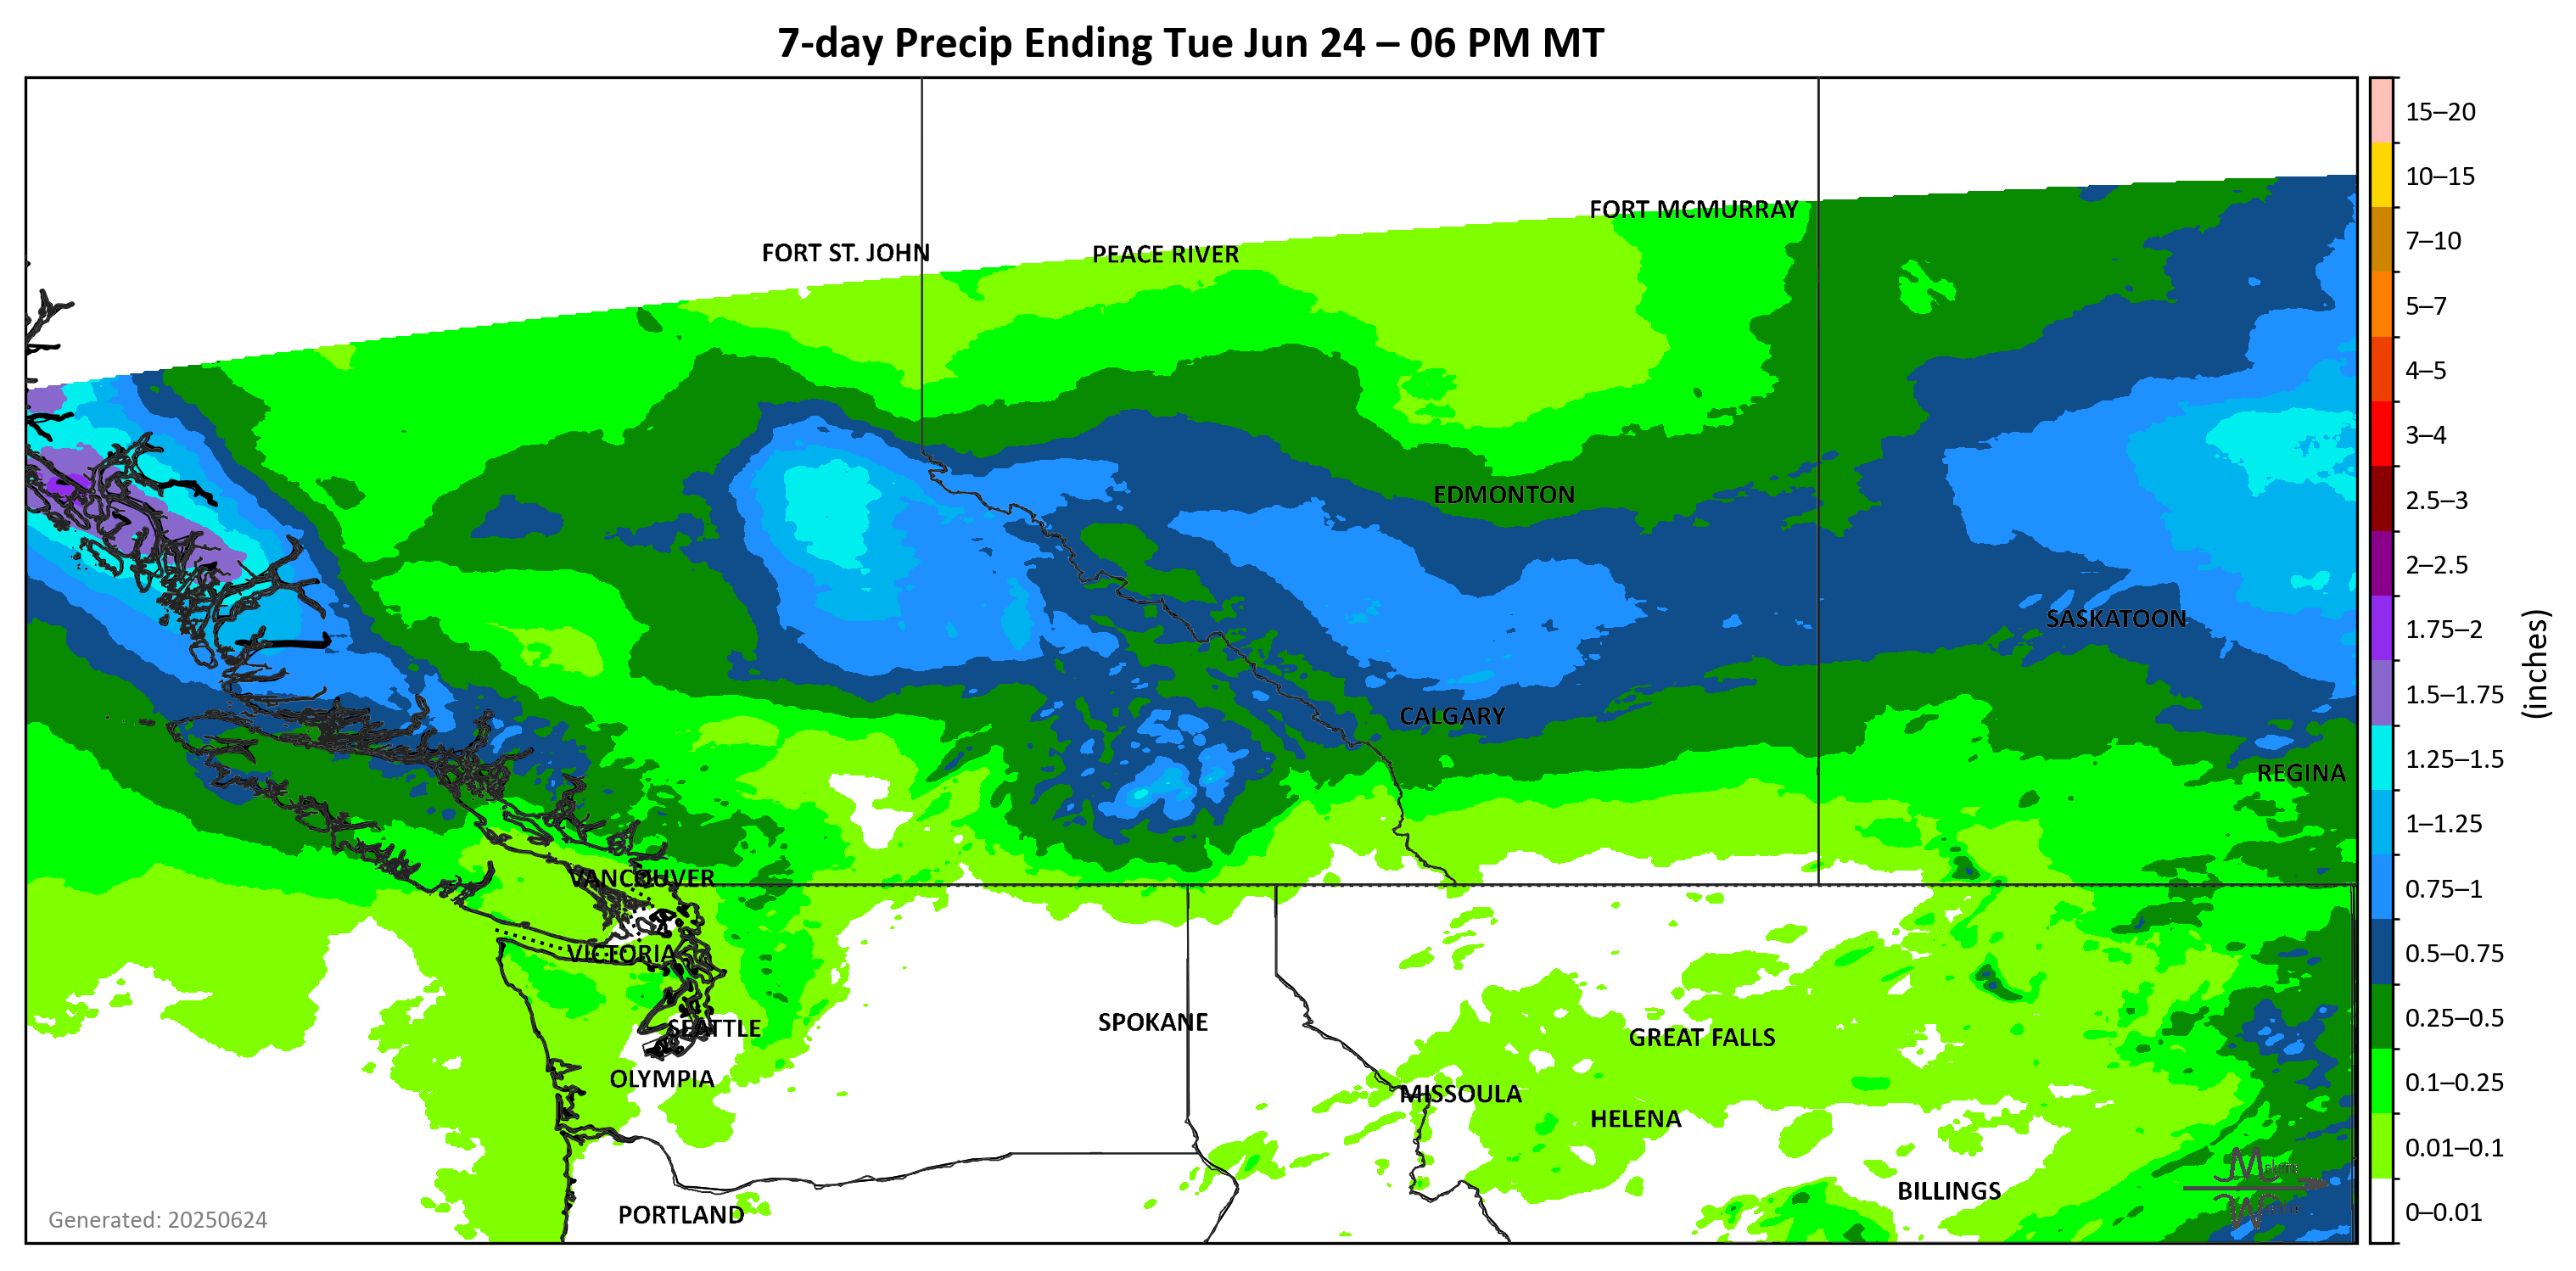 7-day Precip Ending Tue Jun 24 – 06 PM MT
FORT MCMURRAY
FORT ST. JOHN
PEACE RIVER
EDMONTON
SASKATOON
CALGARY
REGINA
VANCOUVER
VICTORIA
SEATTLE
SPOKANE
GREAT FALLS
OLYMPIA
MISSOULA
HELENA
BILLINGS
PORTLAND
Generated: 20250624
15–20
10–15
7–10
5–7
4–5
3–4
2.5–3
2–2.5
1.75–2
1.5–1.75
1.25–1.5
1–1.25
0.75–1
0.5–0.75
0.25–0.5
0.1–0.25
0.01–0.1
0–0.01
(inches)